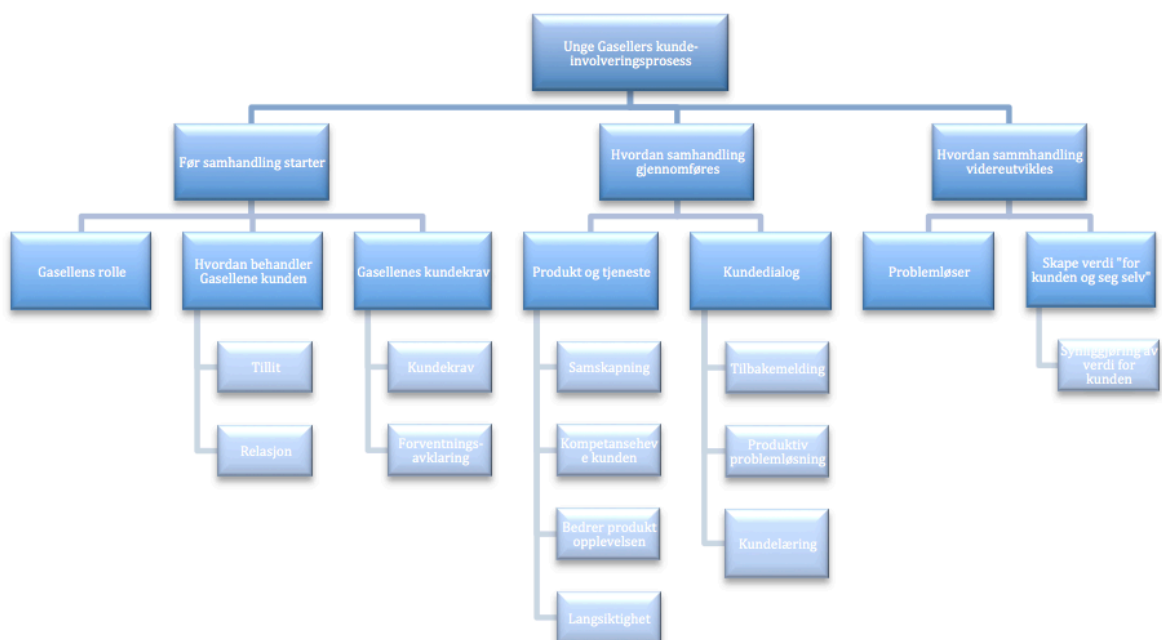 Unge Gasellers kunde-
involveringsprosess
Før samhandling starter
Hvordan samhandling
gjennomføres
Hvordan sammhandling
videreutvikles
Gasellens rolle
Hvordan behandler
Gasellene kunden
Gasellenes kundekrav
Produkt og tjeneste
Kundedialog
Problemløser
Skape verdi "for
kunden og seg selv"
Tillit
Kundekrav
Samskapning
Tilbakemelding
Synliggjøring av
verdi for
kunden
Relasjon
Forventnings-
avklaring
Kompetansehev
e kunden
Produktiv
problemløsning
Bedrer produkt
opplevelsen
Kundelæring
Langsiktighet